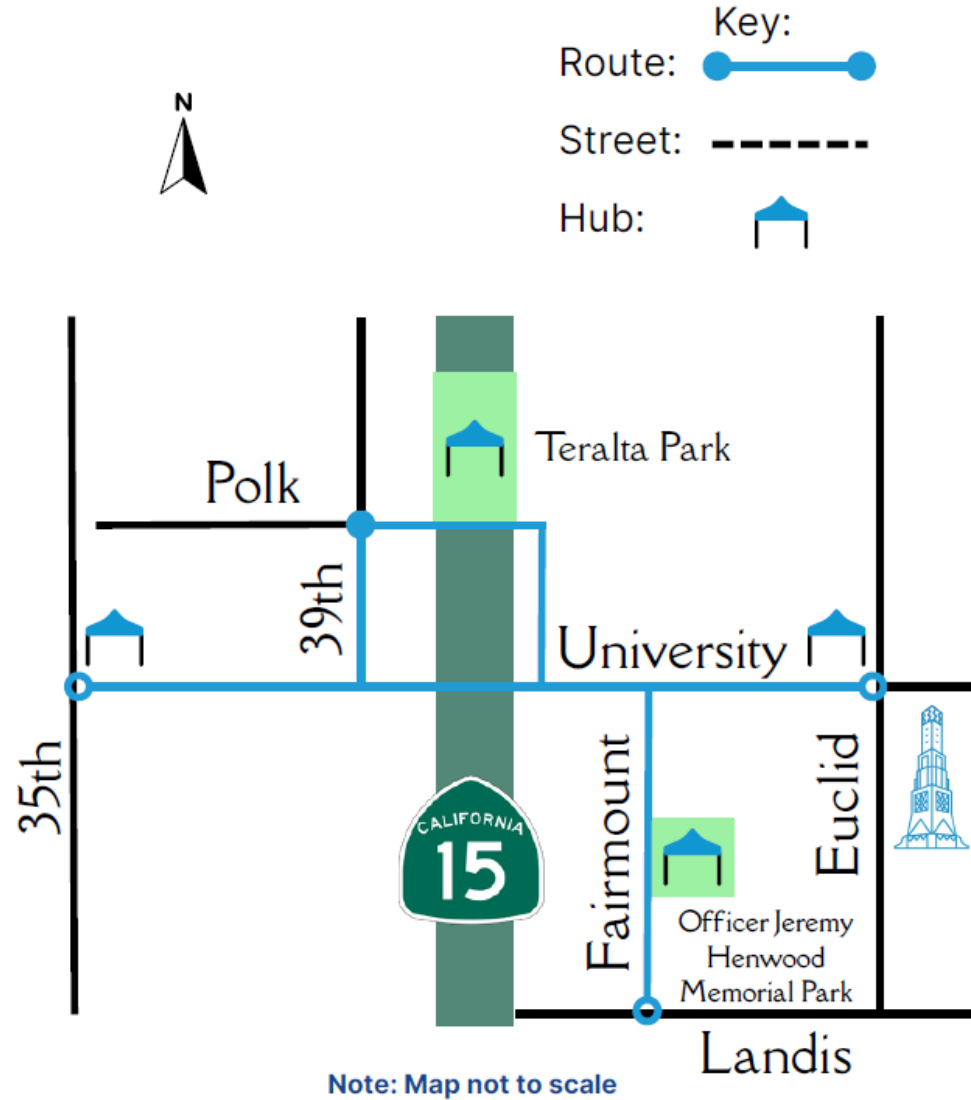 Key:
Route:
N
Street:
Hub:
Teralta Park
Polk
39th
University
35th
Fairmount
Euclid
CALIFORNIA
15
Officer Jeremy
Henwood
Memorial Park
Landis
Note: Map not to scale